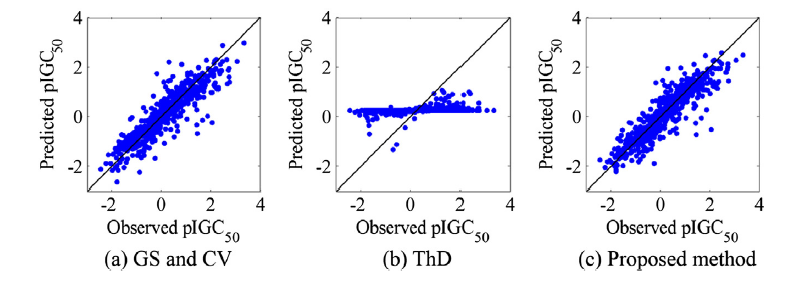 4
2
0
-2
Predicted pIGC50
-2 0 2 4
Observed pIGC50
(a) GS and CV
4
2
0
-2
Predicted pIGC50
-2 0 2 4
Observed pIGC50
(b) ThD
4
2
0
-2
Predicted pIGC50
-2 0 2 4
Observed pIGC50
(c) Proposed method